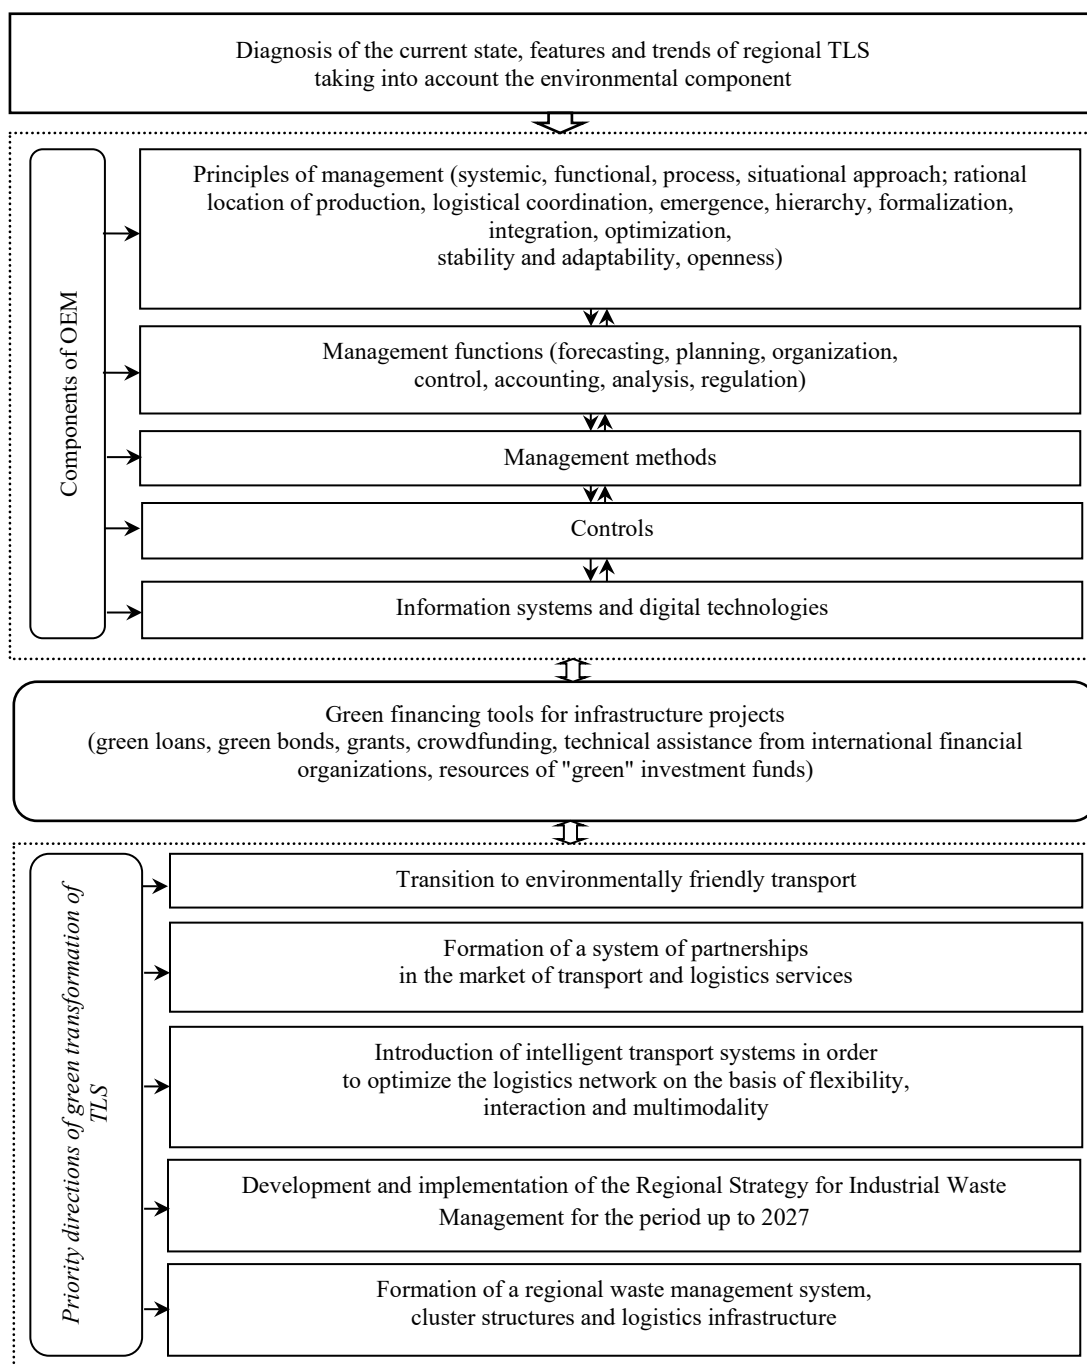 Diagnosis of the current state, features and trends of regional TLS
taking into account the environmental component
Components of OEM
Principles of management (systemic, functional, process, situational approach; rational
location of production, logistical coordination, emergence, hierarchy, formalization,
integration, optimization,
stability and adaptability, openness)
Management functions (forecasting, planning, organization,
control, accounting, analysis, regulation)
Management methods
Controls
Information systems and digital technologies
Green financing tools for infrastructure projects
(green loans, green bonds, grants, crowdfunding, technical assistance from international financial
organizations, resources of "green" investment funds)
Priority directions of green transformation of
TLS
Transition to environmentally friendly transport
Formation of a system of partnerships
in the market of transport and logistics services
Introduction of intelligent transport systems in order
to optimize the logistics network on the basis of flexibility,
interaction and multimodality
Development and implementation of the Regional Strategy for Industrial Waste
Management for the period up to 2027
Formation of a regional waste management system,
cluster structures and logistics infrastructure